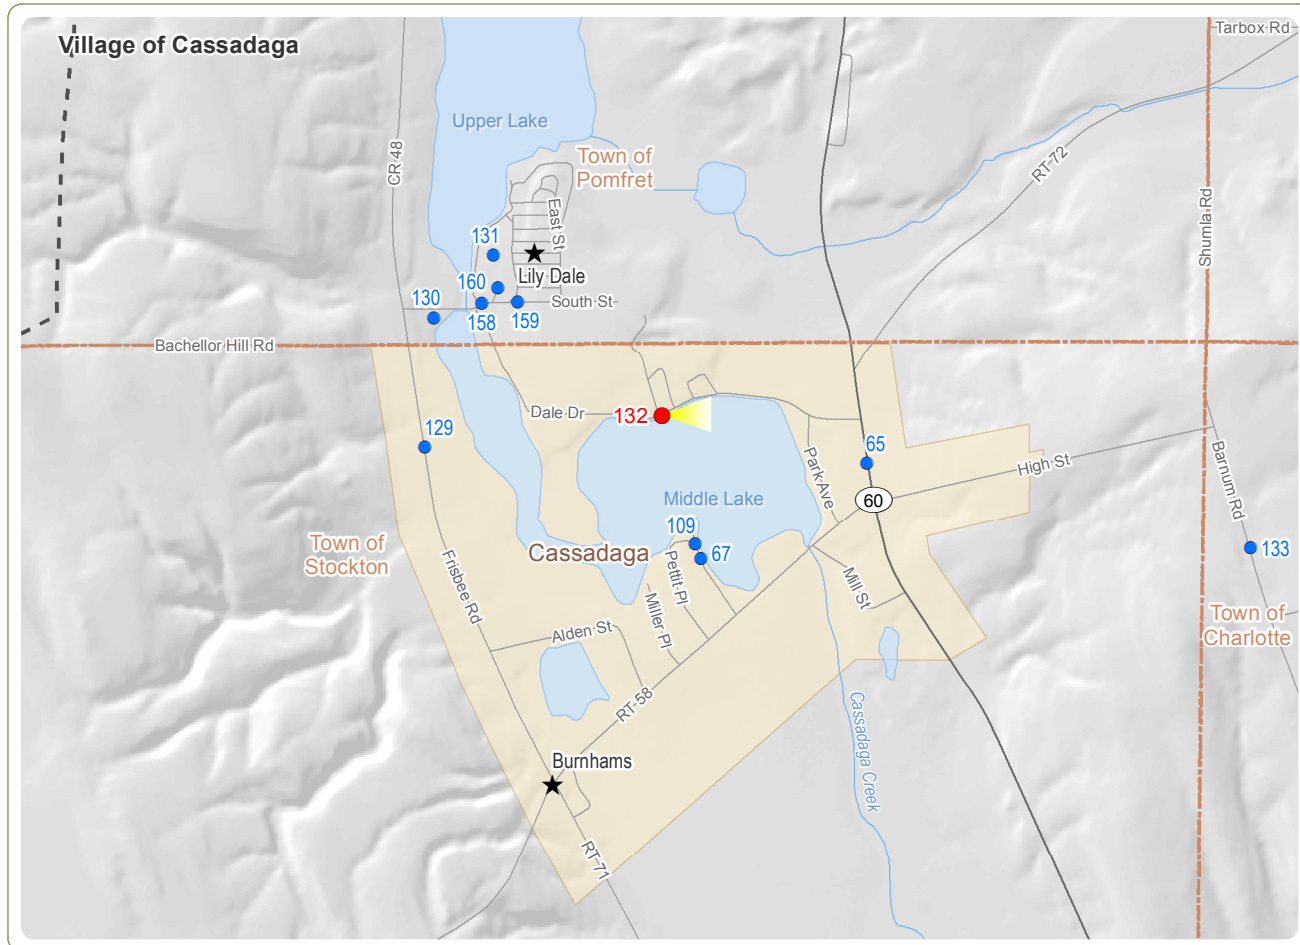 Village of Cassadaga
Tarbox Rd
Upper Lake
CR 48
Town of
Pomfret
RT-72
Shumla Rd
East St
131
Lily Dale
160
130
158
159
South St
Bachellor Hill Rd
Dale Dr
132
129
65
Park Ave
High St
Barnum Rd
60
Middle Lake
109
67
Town of
Stockton
Cassadaga
Pettit Pl
Mill St
133
Frisbee Rd
Miller Pl
Alden St
Town of
Charlotte
RT-58
Cassadaga Creek
Burnhams
RT-71